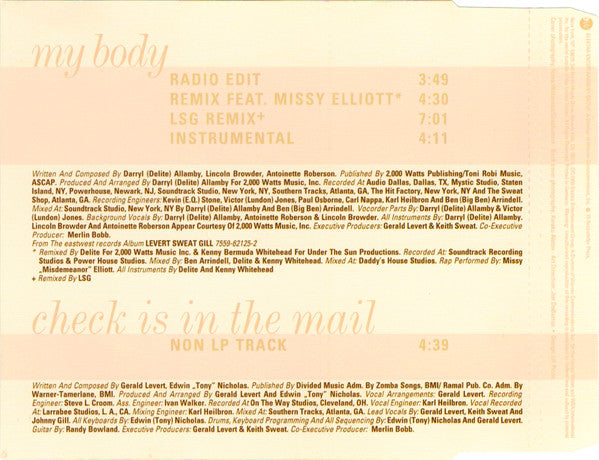 my body
RADIO EDIT 3:49
REMIX FEAT. MISSY ELLIOTT* 4:30
LSG REMIX+ 7:01
INSTRUMENTAL 4:11
Written And Composed By Darryl (Delite) Allamby, Lincoln Browder, Antoinette Roberson. Published By 2,000 Watts Publishing/Toni Robi Music,
ASCAP. Produced And Arranged By Darryl (Delite) Allamby For 2,000 Watts Music, Inc. Recorded At Audio Dallas, Dallas, TX, Mystic Studio, Staten
Island, NY, Powerhouse, Newark, NJ, Soundtrack Studio, New York, NY, Southern Tracks, Atlanta, GA, The Hit Factory, New York, NY And The Sweat
Shop, Atlanta, GA. Recording Engineers: Kevin (E.Q.) Stone, Victor (Lundon) Jones, Paul Osborne, Carl Nappa, Karl Heilbron And Ben (Big Ben) Arrindell.
Mixed At: Soundtrack Studio, New York, NY By Darryl (Delite) Allamby And Ben (Big Ben) Arrindell. Vocorder Parts By: Darryl (Delite) Allamby & Victor
(Lundon) Jones. Background Vocals By: Darryl (Delite) Allamby, Antoinette Roberson & Lincoln Browder. All Instruments By: Darryl (Delite) Allamby.
Lincoln Browder And Antoinette Roberson Appear Courtesy Of 2,000 Watts Music, Inc. Executive Producers: Gerald Levert & Keith Sweat. Co-Executive
Producer: Merlin Bobb.
From The eastwest records Album LEVERT SWEAT GILL 7559-62125-2
* Remixed By Delite For 2,000 Watts Music Inc. & Kenny Bermuda Whitehead For Under The Sun Productions. Recorded At: Soundtrack Recording
Studios & Power House Studios. Mixed By: Ben Arrindell, Delite & Kenny Whitehead. Mixed At: Daddy's House Studios. Rap Performed By: Missy
"Misdemeanor" Elliott. All Instruments By Delite And Kenny Whitehead
+ Remixed By LSG
check is in the mail
NON LP TRACK 4:39
Written And Composed By Gerald Levert, Edwin „Tony" Nicholas. Published By Divided Music Adm. By Zomba Songs, BMI/ Ramal Pub. Co. Adm. By
Warner-Tamerlane, BMI. Produced And Arranged By Gerald Levert And Edwin „Tony" Nicholas. Vocal Arrangements: Gerald Levert. Recording
Engineer: Steve L. Croom. Ass. Engineer: Ivan Walker. Recorded At On The Way Studios, Cleveland, OH. Vocal Engineer: Karl Heilbron. Vocal Recorded
At: Larrabee Studios, L. A., CA. Mixing Engineer: Karl Heilbron. Mixed At: Southern Tracks, Atlanta, GA. Lead Vocals By: Gerald Levert, Keith Sweat And
Johnny Gill. All Keyboards By: Edwin (Tony) Nicholas. Drums, Keyboard Programming And All Sequencing By: Edwin (Tony) Nicholas And Gerald Levert.
Guitar By: Randy Bowland. Executive Producers: Gerald Levert & Keith Sweat. Co-Executive Producer: Merlin Bobb.